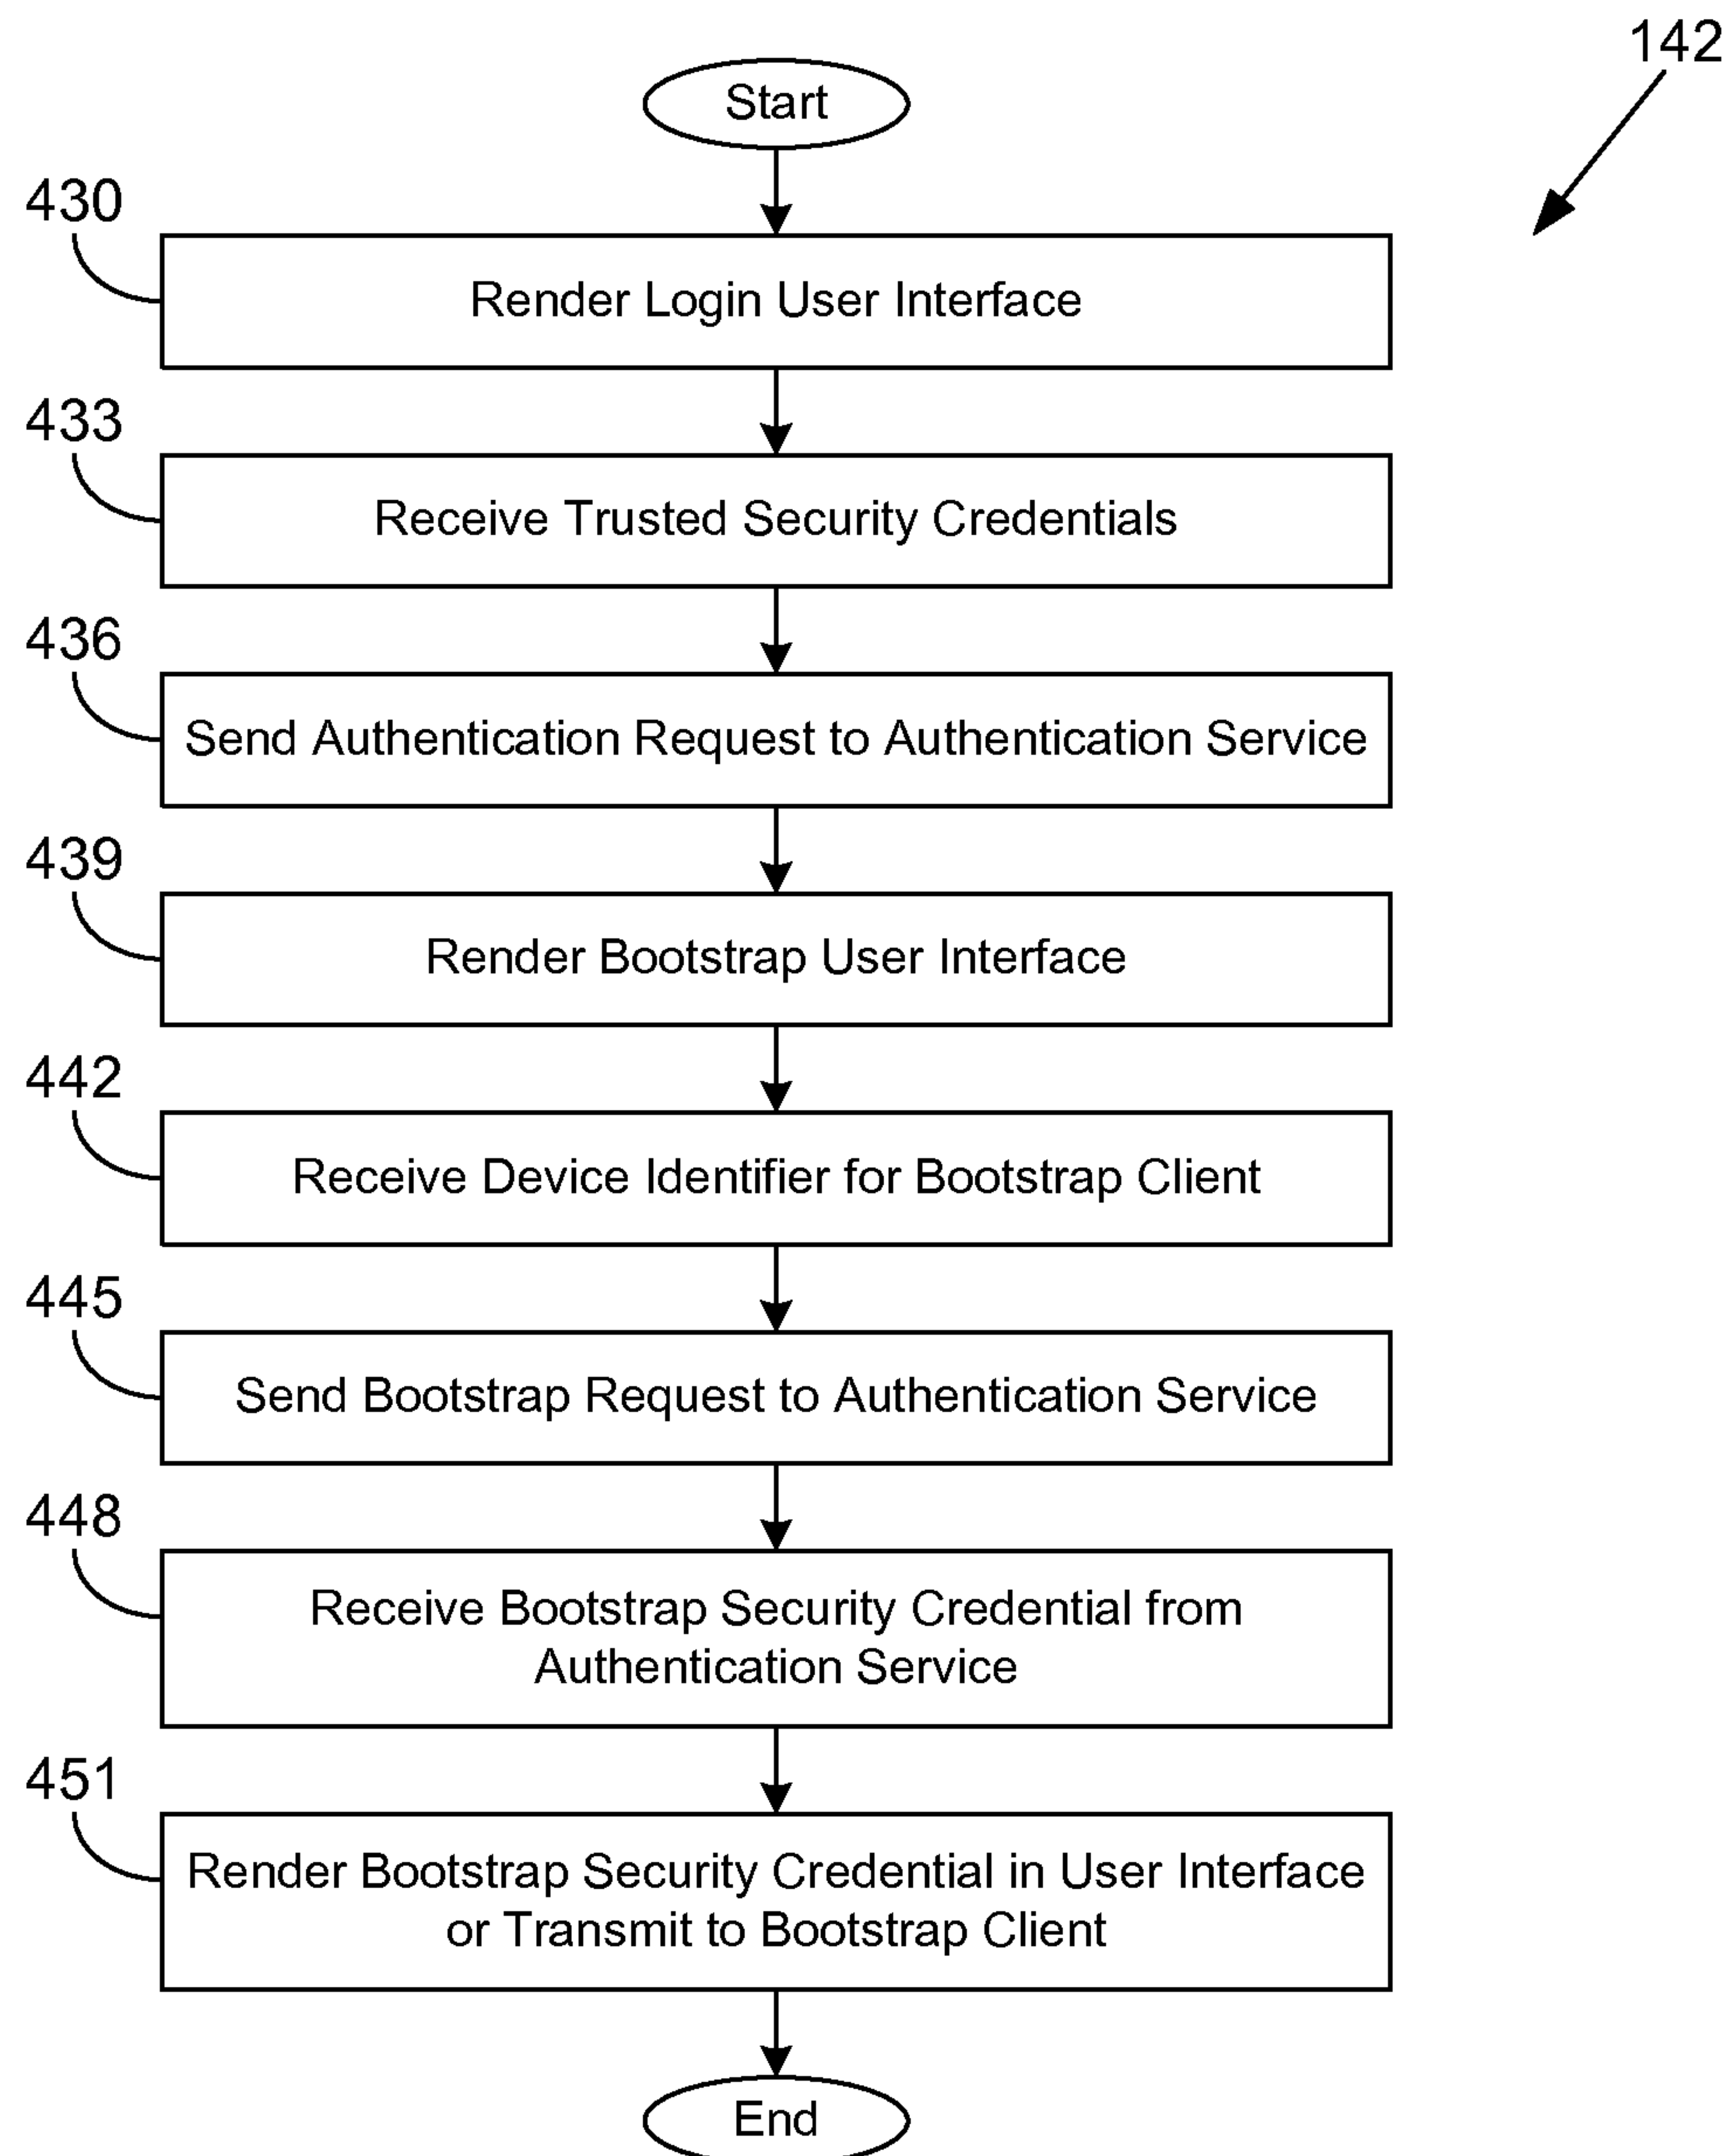 142
Start
430
Render Login User Interface
433
Receive Trusted Security Credentials
436
Send Authentication Request to Authentication Service
439
Render Bootstrap User Interface
442
Receive Device Identifier for Bootstrap Client
445
Send Bootstrap Request to Authentication Service
448
Receive Bootstrap Security Credential from
Authentication Service
451
Render Bootstrap Security Credential in User Interface
or Transmit to Bootstrap Client
End